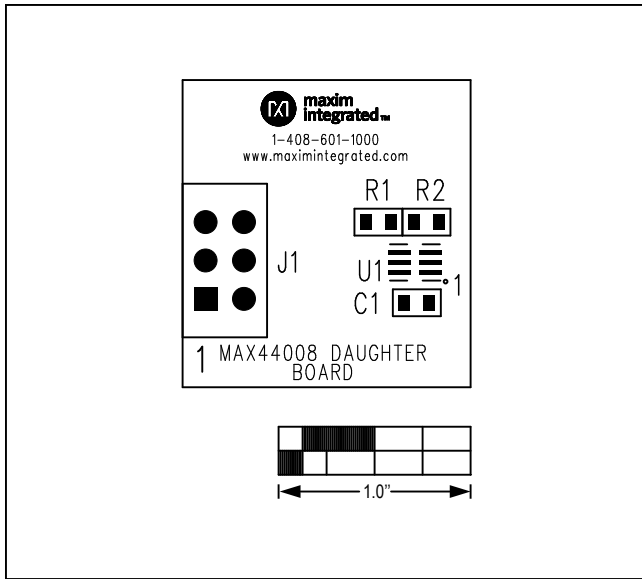 maxim
integrated™
1-408-601-1000
www.maximintegrated.com
R1 R2
J1
U1
1
C1
1 MAX44008 DAUGHTER
BOARD
1.0"